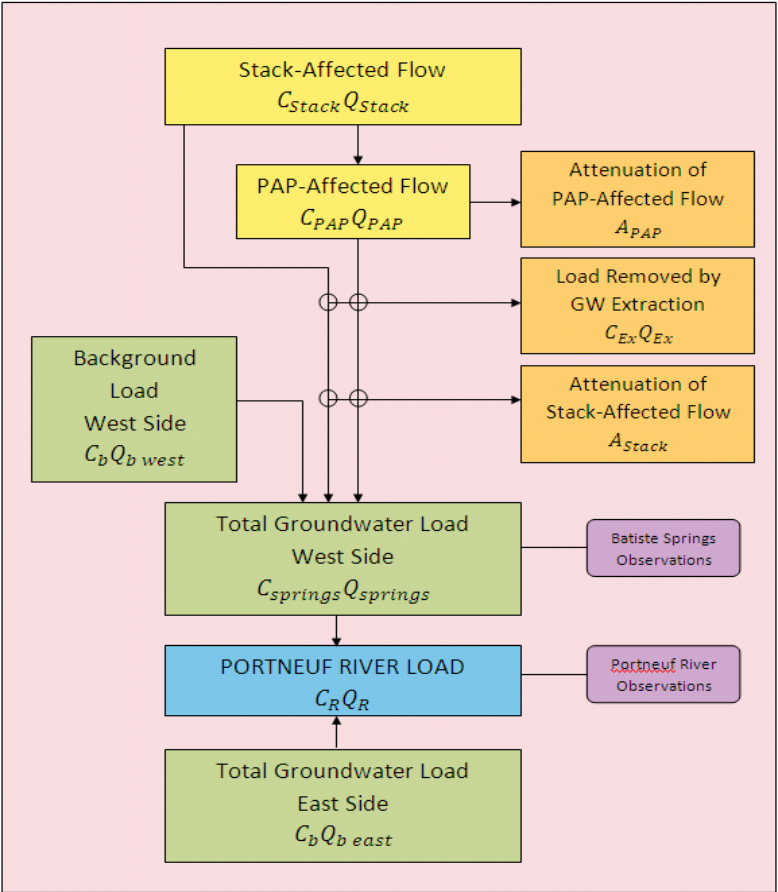 Stack-Affected Flow
C_Stack Q_Stack
PAP-Affected Flow
C_PAP Q_PAP
Attenuation of
PAP-Affected Flow
A_PAP
Load Removed by
GW Extraction
C_Ex Q_Ex
Background
Load
West Side
C_b Q_b west
Attenuation of
Stack-Affected Flow
A_Stack
Total Groundwater Load
West Side
C_springs Q_springs
Batiste Springs
Observations
PORTNEUF RIVER LOAD
C_R Q_R
Portneuf River
Observations
Total Groundwater Load
East Side
C_b Q_b east